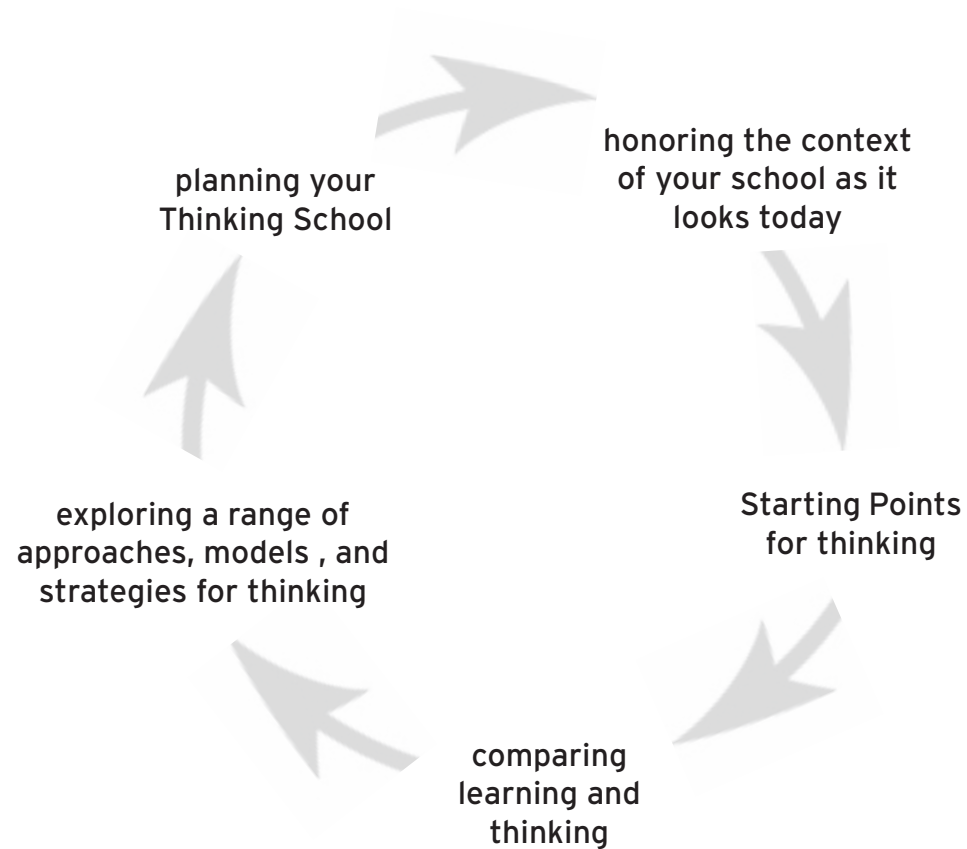 planning your
Thinking School
honoring the context
of your school as it
looks today
Starting Points
for thinking
comparing
learning and
thinking
exploring a range of
approaches, models , and
strategies for thinking